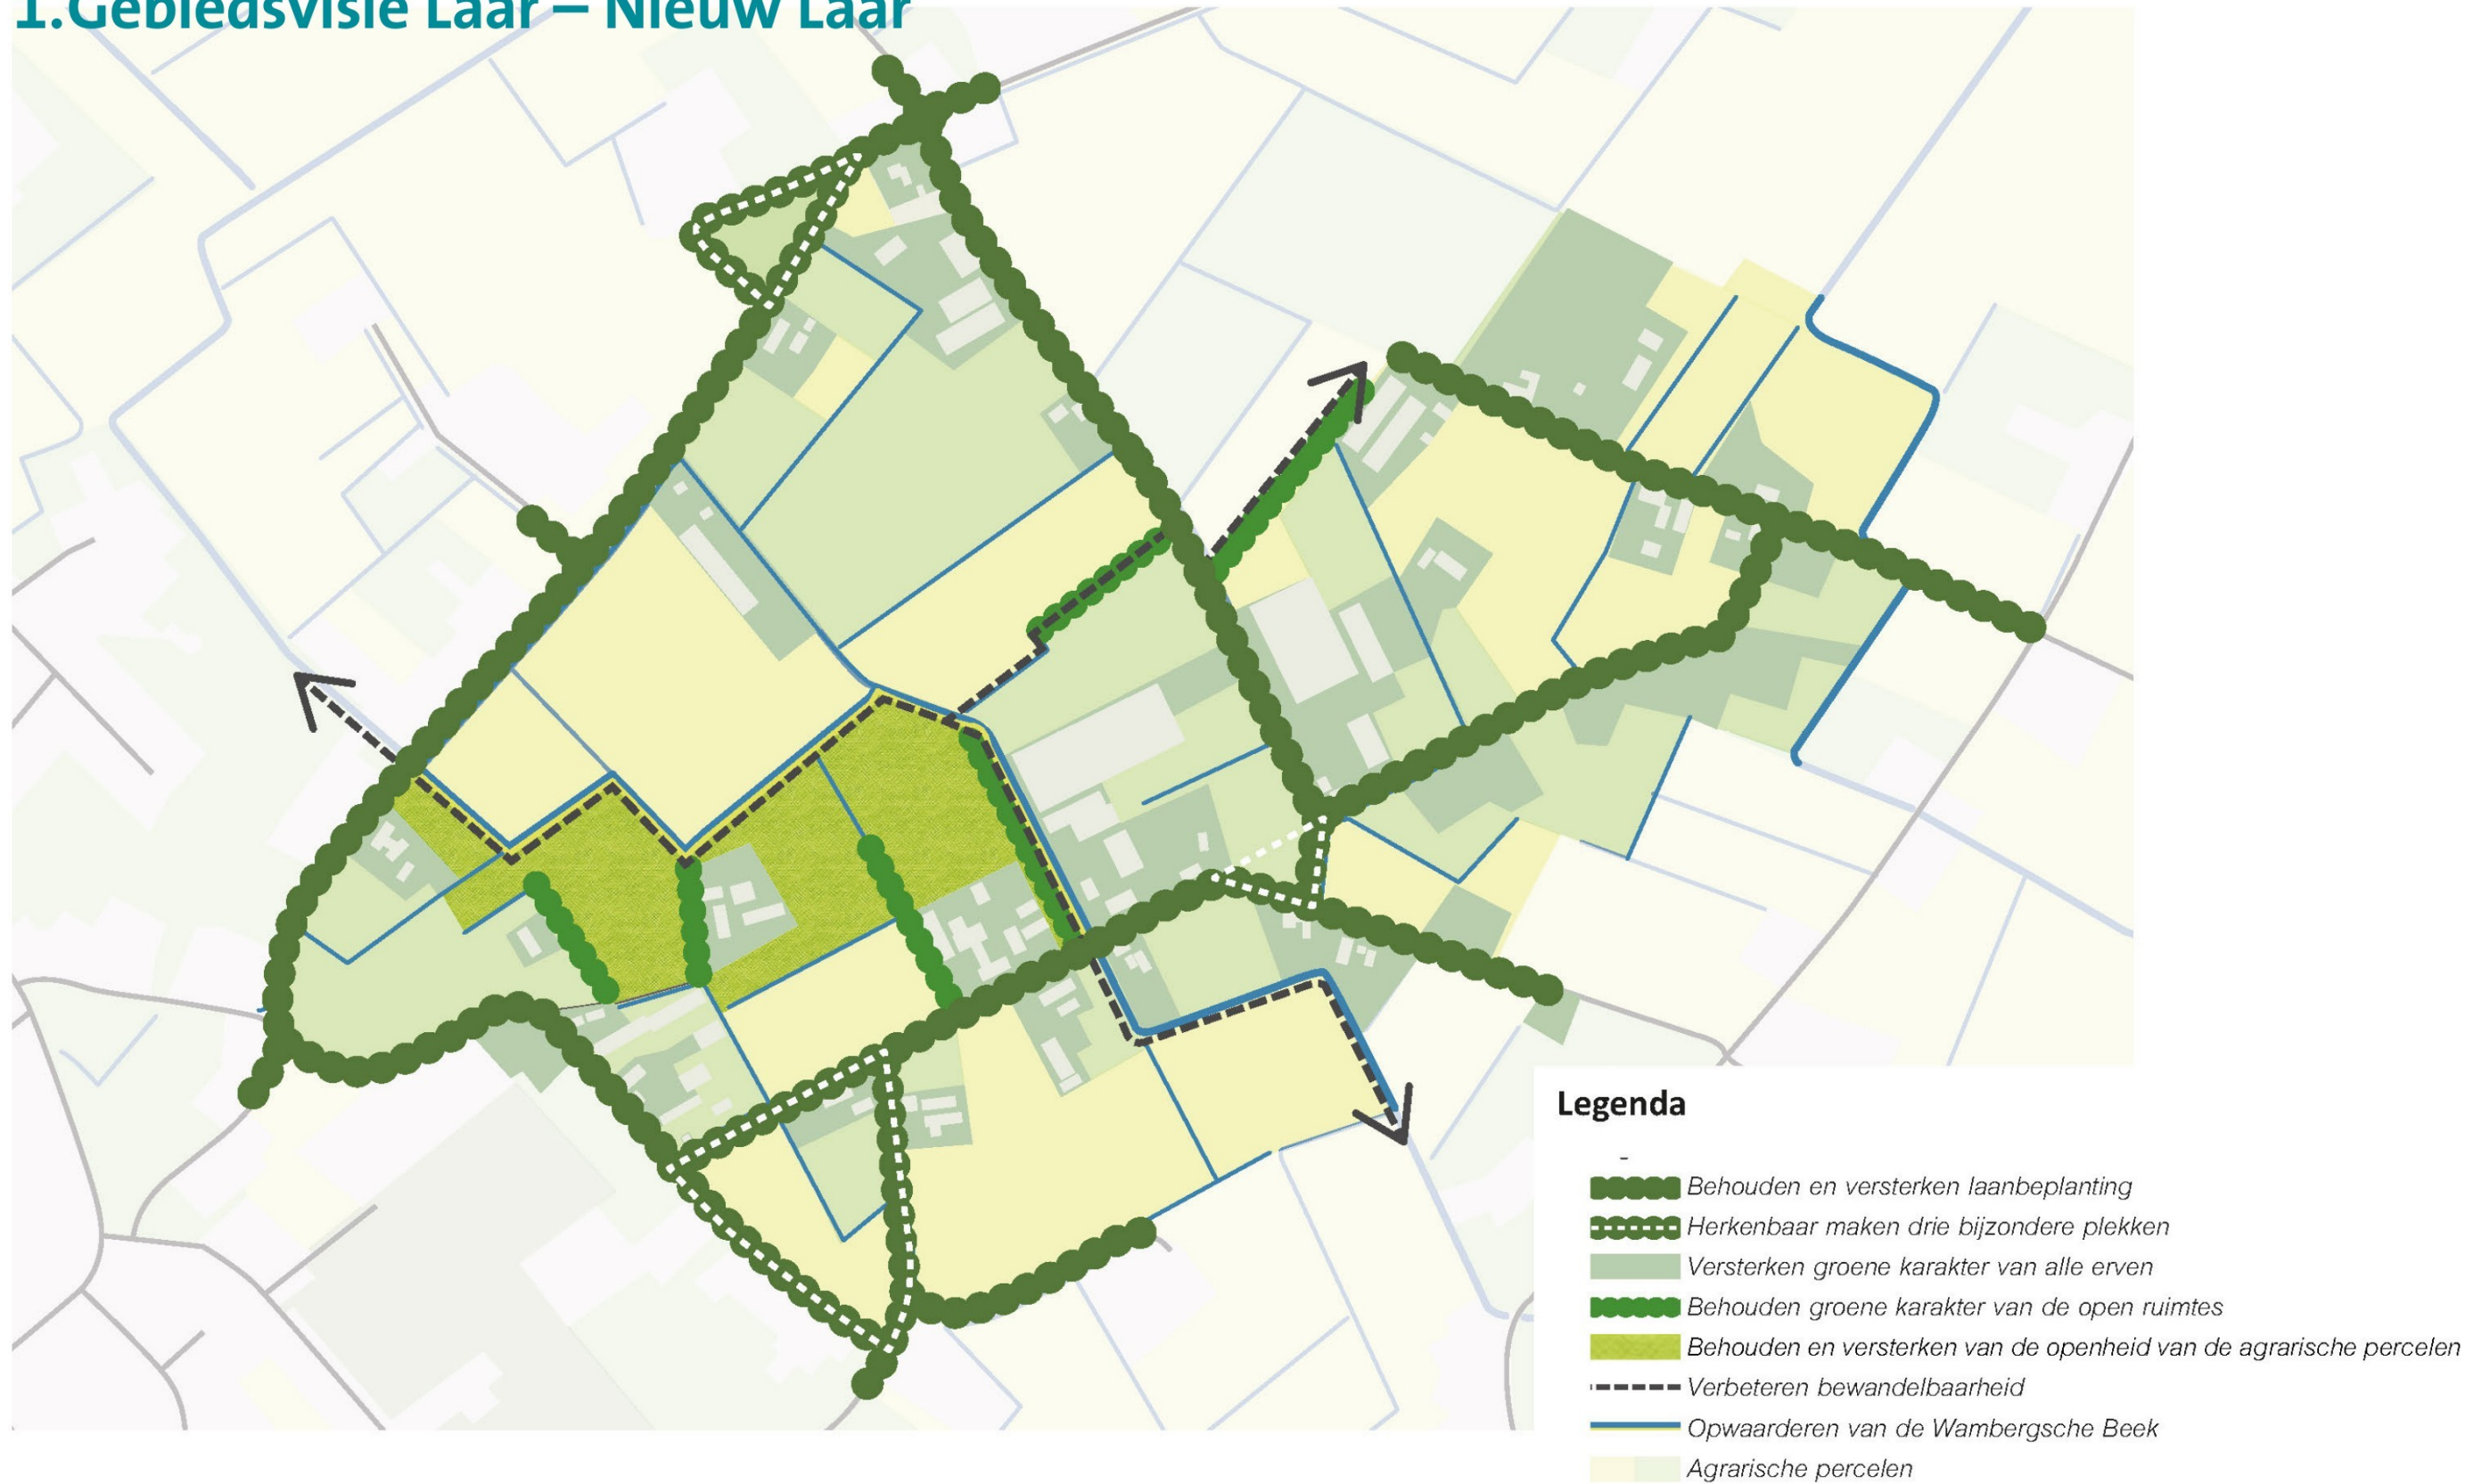 1.Gebiedsvisie Laar – Nieuw Laar
Legenda
-
Behouden en versterken laanbeplanting
Herkenbaar maken drie bijzondere plekken
Versterken groene karakter van alle erven
Behouden groene karakter van de open ruimtes
Behouden en versterken van de openheid van de agrarische percelen
Verbeteren bewandelbaarheid
Opwaarderen van de Wambergsche Beek
Agrarische percelen